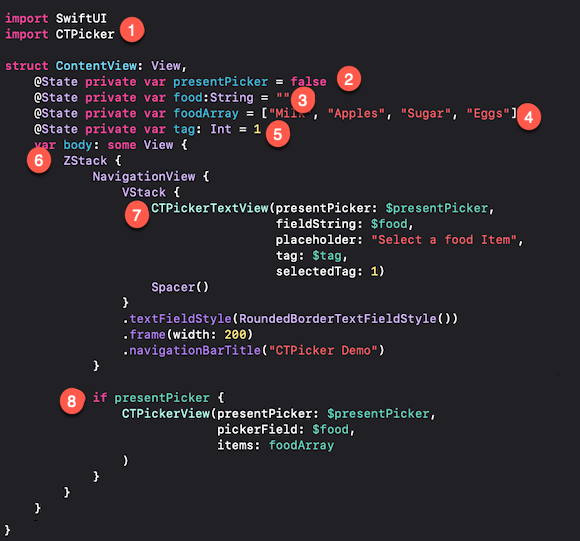 import SwiftUI
import CTPicker 1
struct ContentView: View,
@State private var presentPicker = false 2
@State private var food:String = "" 3
@State private var foodArray = ["Milk", "Apples", "Sugar", "Eggs"] 4
@State private var tag: Int = 1 5
var body: some View {
6 ZStack {
NavigationView {
VStack {
7 CTPickerTextView(presentPicker: $presentPicker,
fieldString: $food,
placeholder: "Select a food Item",
tag: $tag,
selectedTag: 1)
Spacer()
}
.textFieldStyle(RoundedBorderTextFieldStyle())
.frame(width: 200)
.navigationBarTitle("CTPicker Demo")
}
8 if presentPicker {
CTPickerView(presentPicker: $presentPicker,
pickerField: $food,
items: foodArray
)
}
}
}
}